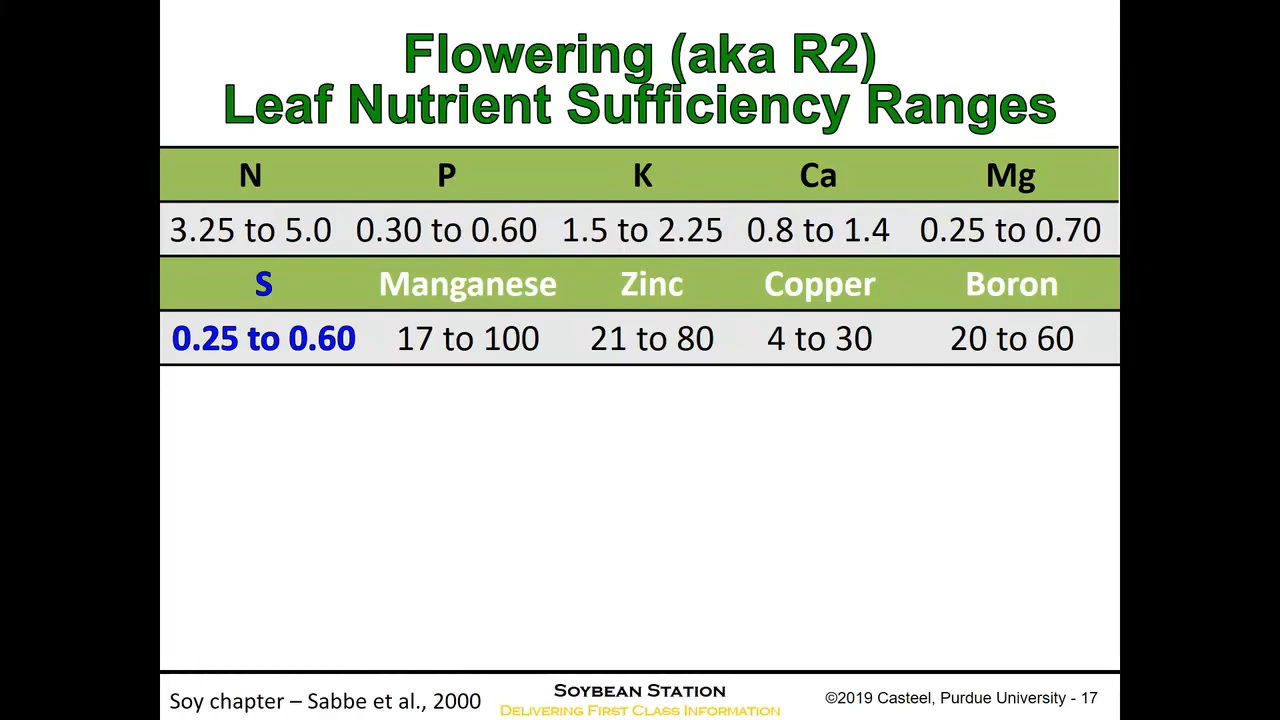 Flowering (aka R2)
Leaf Nutrient Sufficiency Ranges
N P K Ca Mg
3.25 to 5.0 0.30 to 0.60 1.5 to 2.25 0.8 to 1.4 0.25 to 0.70
S Manganese Zinc Copper Boron
0.25 to 0.60 17 to 100 21 to 80 4 to 30 20 to 60
Soy chapter – Sabbe et al., 2000
SOYBEAN STATION
DELIVERING FIRST CLASS INFORMATION
©2019 Casteel, Purdue University - 17